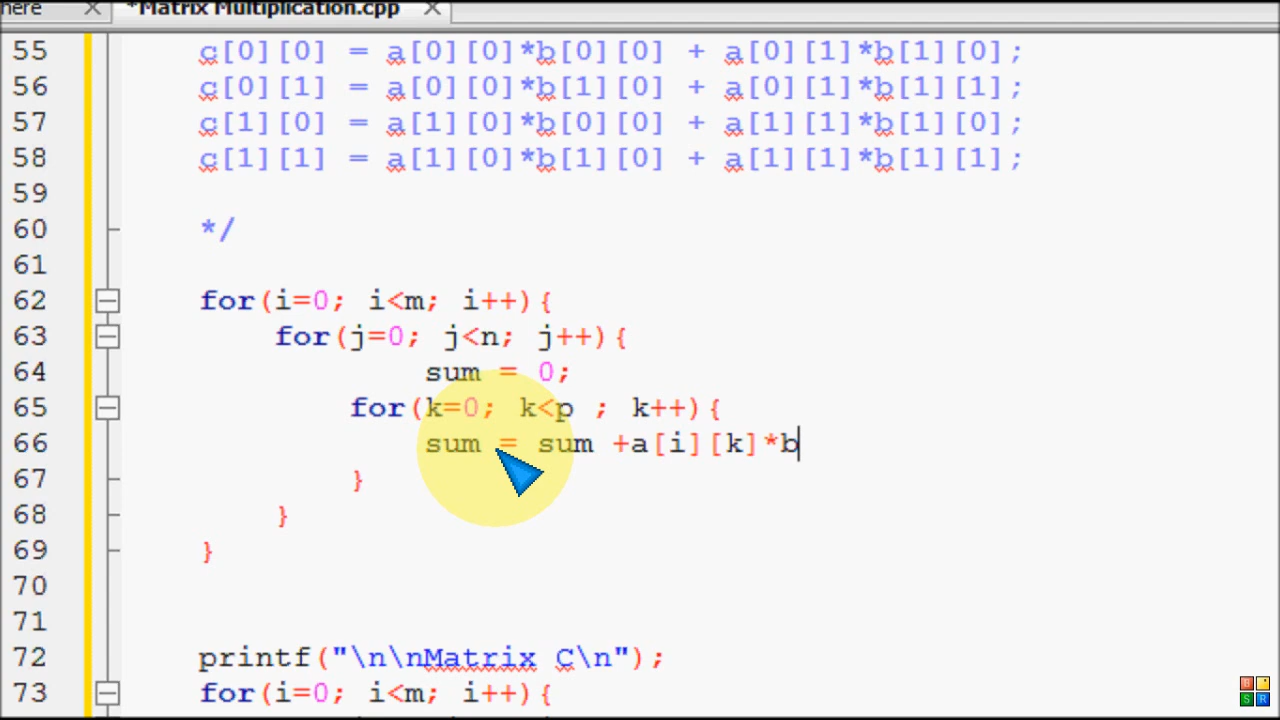 here
*Matrix Multiplication.cpp
55 c[0][0] = a[0][0]*b[0][0] + a[0][1]*b[1][0];
56 c[0][1] = a[0][0]*b[1][0] + a[0][1]*b[1][1];
57 c[1][0] = a[1][0]*b[0][0] + a[1][1]*b[1][0];
58 c[1][1] = a[1][0]*b[1][0] + a[1][1]*b[1][1];
59
60 */
61
62 for(i=0; i<m; i++){
63 for(j=0; j<n; j++){
64 sum = 0;
65 for(k=0; k<p ; k++){
66 sum = sum +a[i][k]*b
67 }
68 }
69 }
70
71
72 printf("\n\nMatrix C\n");
73 for(i=0; i<m; i++){
S R